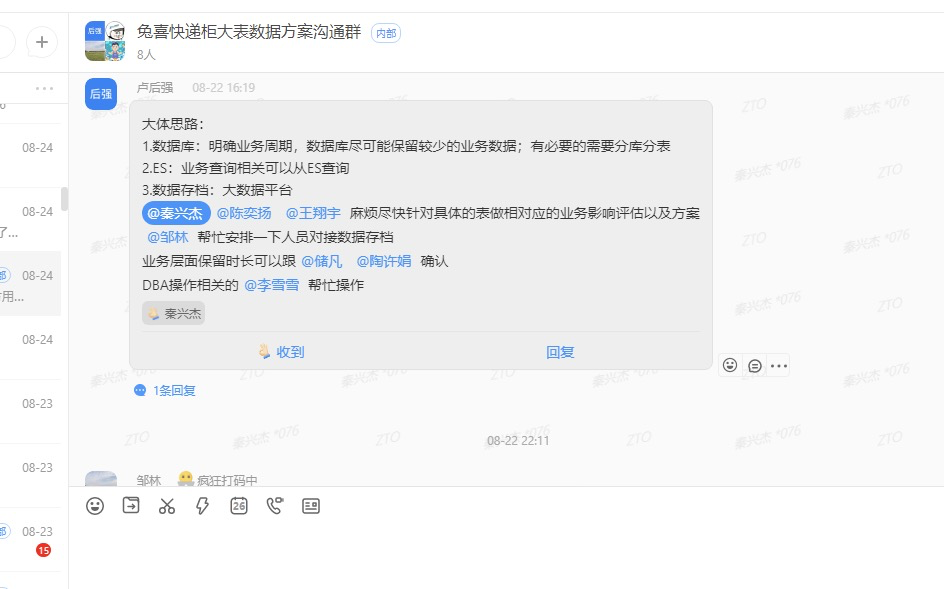 后强
兔喜快递柜大表数据方案沟通群 内部
8人
后强
卢后强 08-22 16:19
大体思路：
1.数据库：明确业务周期，数据库尽可能保留较少的业务数据；有必要的需要分库分表
2.ES：业务查询相关可以从ES查询
3.数据存档：大数据平台
@秦兴杰 @陈奕扬 @王翔宇 麻烦尽快针对具体的表做相对应的业务影响评估以及方案
@邹林 帮忙安排一下人员对接数据存档
业务层面保留时长可以跟 @储凡 @陶许娟 确认
DBA操作相关的 @李雪雪 帮忙操作
秦兴杰
收到 回复
1条回复
08-22 22:11
邹林 疯狂打码中
26
08-24
08-24
了...
部 08-24
用...
08-24
08-23
08-23
部 08-23
15
ZTO
秦兴杰 *076